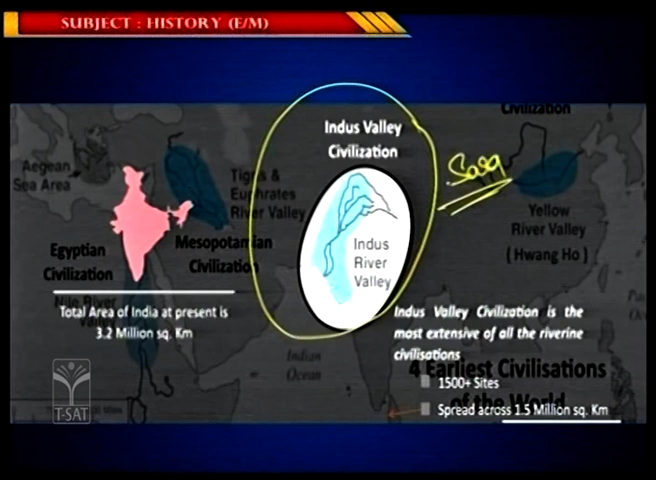 SUBJECT : HISTORY (E/M)
Civilization
Indus Valley
Civilization
Aegean
Sea Area
Tigris &
Euphrates
River Valley
Mesopotamian
Civilization
Egyptian
Civilization
Nile River
Valley
Indus
River
Valley
Yellow
River Valley
(Hwang Ho)
Total Area of India at present is
3.2 Million sq. Km
Indian
Ocean
Indus Valley Civilization is the
most extensive of all the riverine
civilisations
4 Earliest Civilisations
of the World
1500+ Sites
Spread across 1.5 Million sq. Km
T-SAT